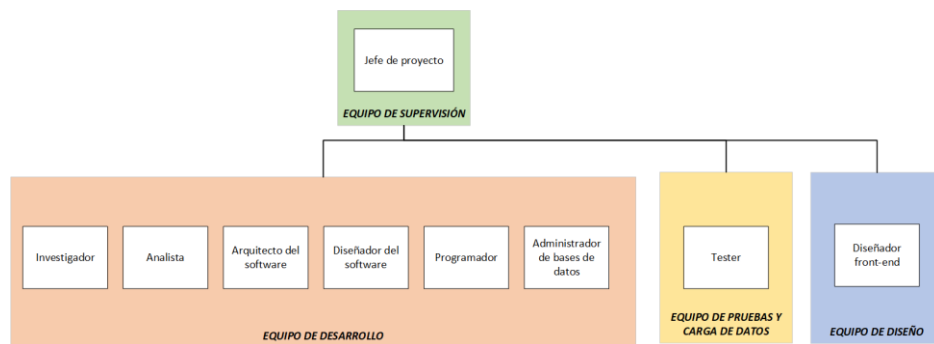 Jefe de proyecto
EQUIPO DE SUPERVISIÓN
Investigador
Analista
Arquitecto del
software
Diseñador del
software
Programador
Administrador
de bases de
datos
EQUIPO DE DESARROLLO
Tester
EQUIPO DE PRUEBAS Y
CARGA DE DATOS
Diseñador
front-end
EQUIPO DE DISEÑO